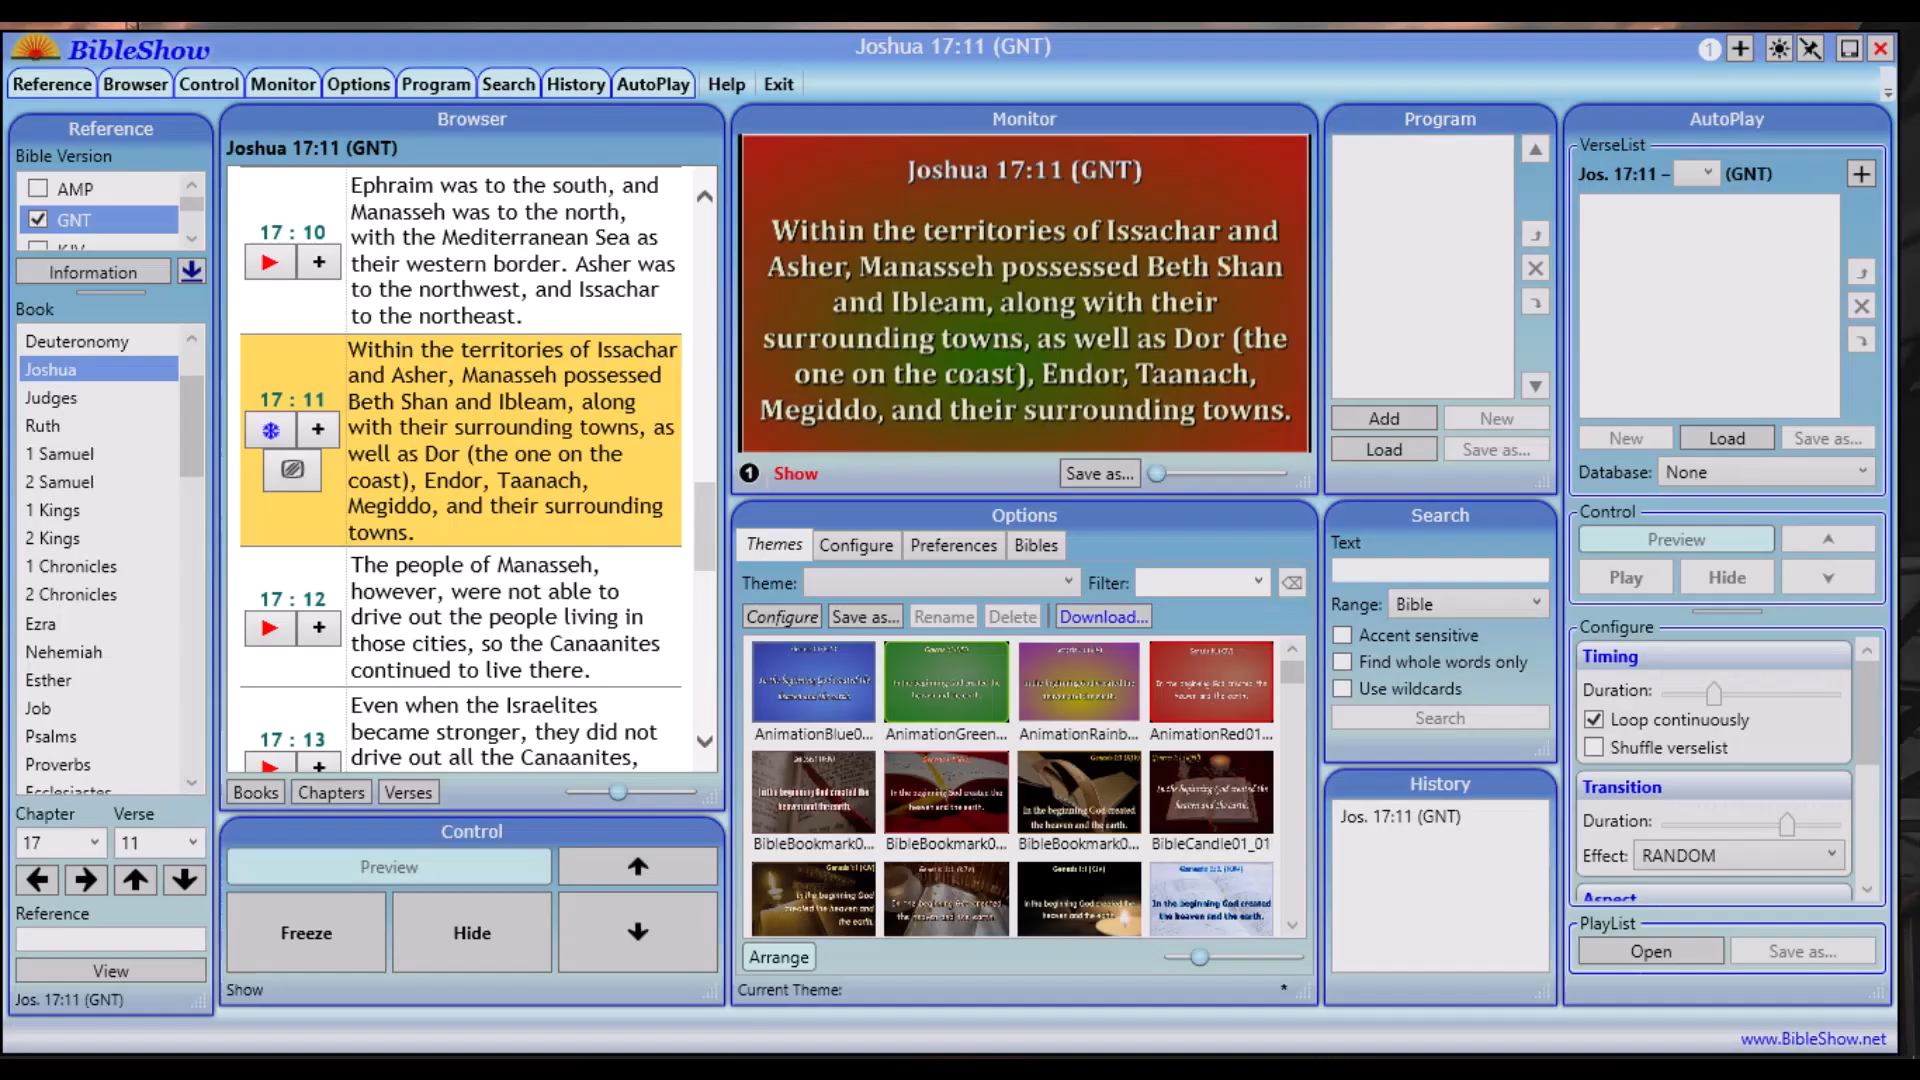 BibleShow
Joshua 17:11 (GNT)
1
Reference Browser Control Monitor Options Program Search History AutoPlay Help Exit
Reference
Bible Version
AMP
GNT
KJV
Information
Book
Deuteronomy
Joshua
Judges
Ruth
1 Samuel
2 Samuel
1 Kings
2 Kings
1 Chronicles
2 Chronicles
Ezra
Nehemiah
Esther
Job
Psalms
Proverbs
Ecclesiastes
Chapter Verse
17 11
Reference
View
Jos. 17:11 (GNT)
Browser
Joshua 17:11 (GNT)
17 : 10
Ephraim was to the south, and
Manasseh was to the north,
with the Mediterranean Sea as
their western border. Asher was
to the northwest, and Issachar
to the northeast.
17 : 11
Within the territories of Issachar
and Asher, Manasseh possessed
Beth Shan and Ibleam, along
with their surrounding towns, as
well as Dor (the one on the
coast), Endor, Taanach,
Megiddo, and their surrounding
towns.
17 : 12
The people of Manasseh,
however, were not able to
drive out the people living in
those cities, so the Canaanites
continued to live there.
17 : 13
Even when the Israelites
became stronger, they did not
drive out all the Canaanites,
Books Chapters Verses
Control
Preview
Freeze Hide
Show
Monitor
Joshua 17:11 (GNT)
Within the territories of Issachar and
Asher, Manasseh possessed Beth Shan
and Ibleam, along with their
surrounding towns, as well as Dor (the
one on the coast), Endor, Taanach,
Megiddo, and their surrounding towns.
1 Show Save as...
Options
Themes Configure Preferences Bibles
Theme: Filter:
Configure Save as... Rename Delete Download...
AnimationBlue0... AnimationGreen... AnimationRainb... AnimationRed01...
BibleBookmark0... BibleBookmark0... BibleBookmark0... BibleCandle01_01
Arrange
Current Theme: *
Program
Add New
Load Save as...
Search
Text
Range: Bible
Accent sensitive
Find whole words only
Use wildcards
Search
History
Jos. 17:11 (GNT)
AutoPlay
VerseList
Jos. 17:11 – (GNT)
New Load Save as...
Database: None
Control
Preview
Play Hide
Configure
Timing
Duration:
Loop continuously
Shuffle verselist
Transition
Duration:
Effect: RANDOM
Aspect
PlayList
Open Save as...
www.BibleShow.net